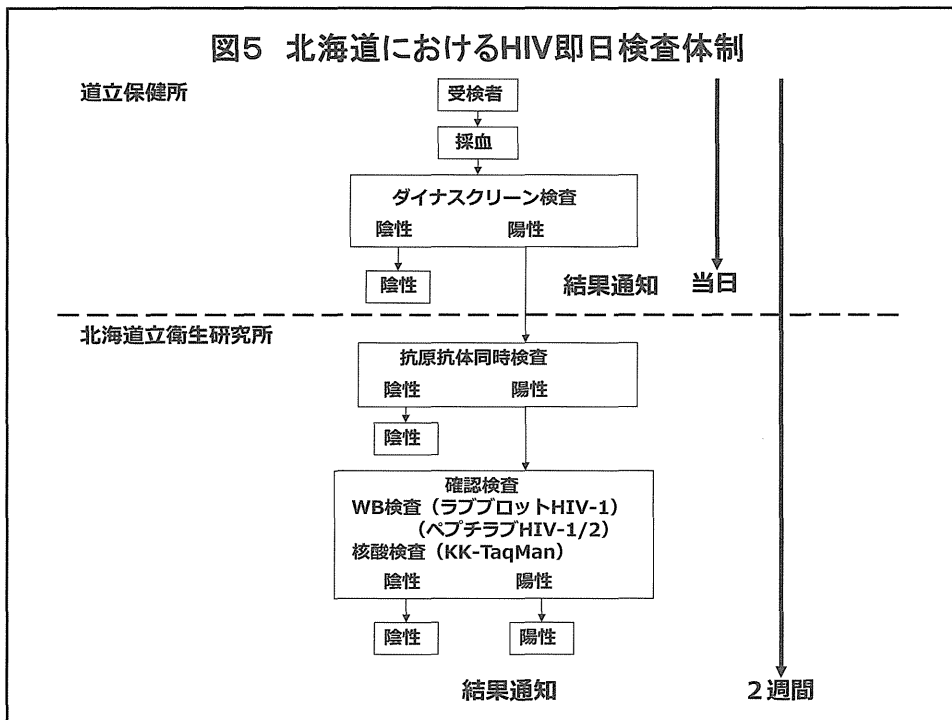 図5 北海道におけるHIV即日検査体制
道立保健所
受検者
採血
ダイナスクリーン検査
陰性 陽性
陰性
結果通知 当日
北海道立衛生研究所
抗原抗体同時検査
陰性 陽性
陰性
確認検査
WB検査（ラブブロットHIV-1）
（ペプチラブHIV-1/2）
核酸検査（KK-TaqMan）
陰性 陽性
陰性 陽性
結果通知 2週間